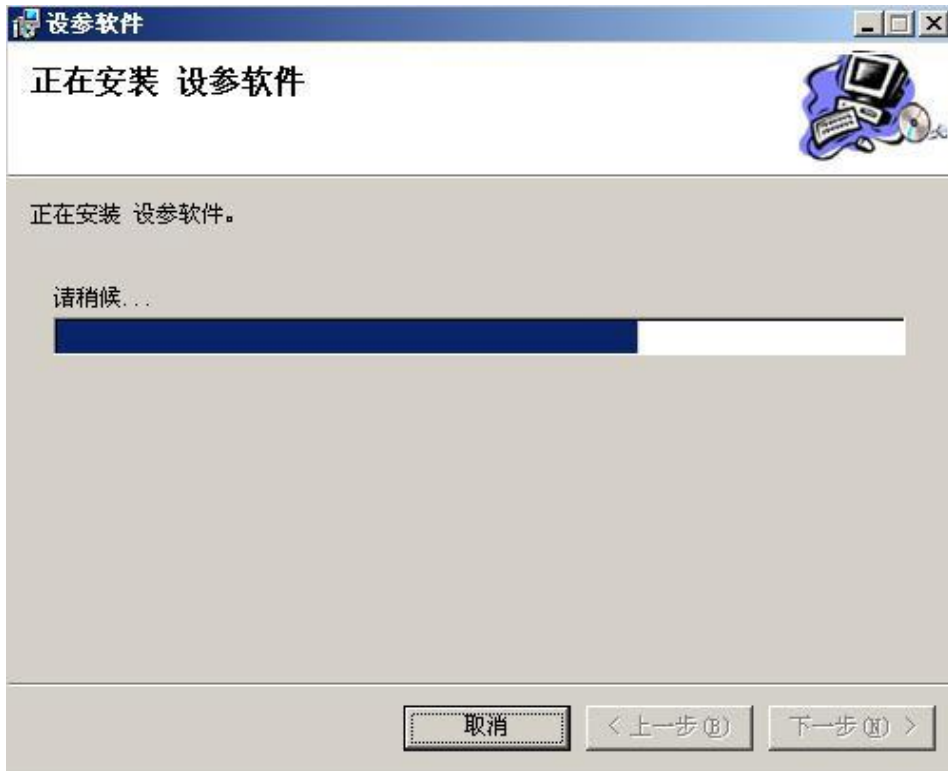 设参软件
正在安装 设参软件
正在安装 设参软件。
请稍候...
取消
< 上一步(B)
下一步(N) >